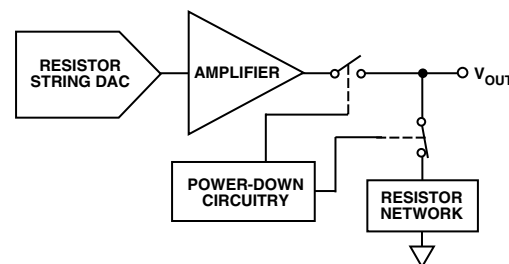 RESISTOR
STRING DAC
AMPLIFIER
VOUT
POWER-DOWN
CIRCUITRY
RESISTOR
NETWORK